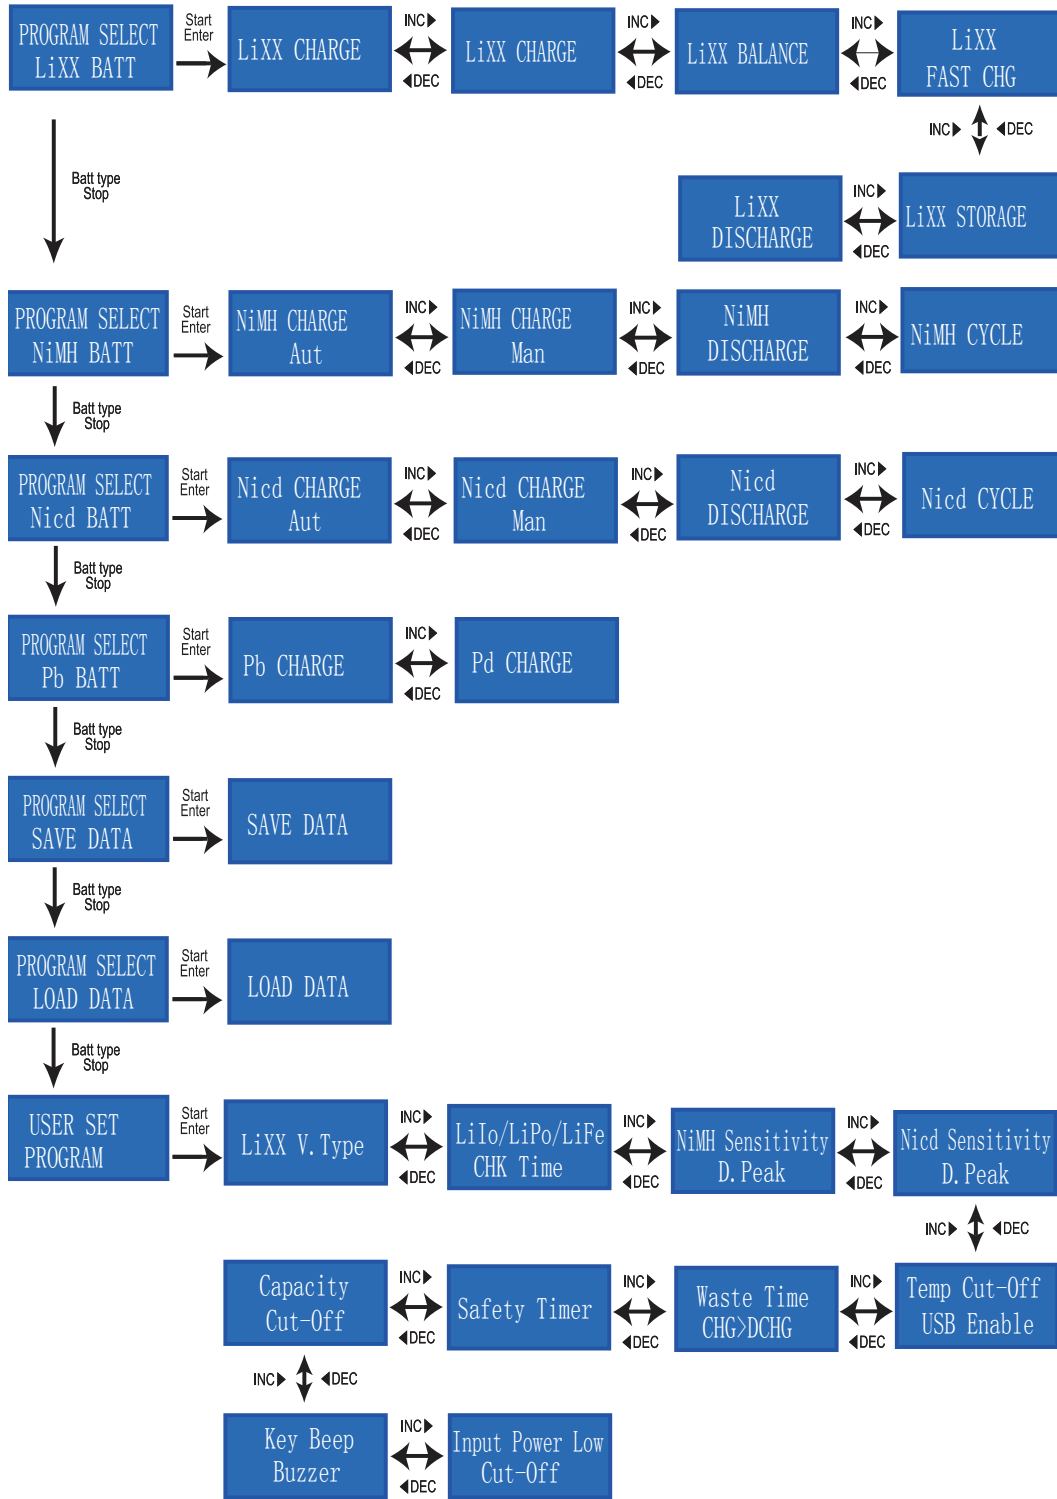 PROGRAM SELECT
LiXX BATT
Start
Enter
LiXX CHARGE
INC
DEC
LiXX CHARGE
INC
DEC
LiXX BALANCE
INC
DEC
LiXX
FAST CHG
INC
DEC
Batt type
Stop
LiXX
DISCHARGE
INC
DEC
LiXX STORAGE
PROGRAM SELECT
NiMH BATT
Start
Enter
NiMH CHARGE
Aut
INC
DEC
NiMH CHARGE
Man
INC
DEC
NiMH
DISCHARGE
INC
DEC
NiMH CYCLE
Batt type
Stop
PROGRAM SELECT
Nicd BATT
Start
Enter
Nicd CHARGE
Aut
INC
DEC
Nicd CHARGE
Man
INC
DEC
Nicd
DISCHARGE
INC
DEC
Nicd CYCLE
Batt type
Stop
PROGRAM SELECT
Pb BATT
Start
Enter
Pb CHARGE
INC
DEC
Pd CHARGE
Batt type
Stop
PROGRAM SELECT
SAVE DATA
Start
Enter
SAVE DATA
Batt type
Stop
PROGRAM SELECT
LOAD DATA
Start
Enter
LOAD DATA
Batt type
Stop
USER SET
PROGRAM
Start
Enter
LiXX V.Type
INC
DEC
LiIo/LiPo/LiFe
CHK Time
INC
DEC
NiMH Sensitivity
D.Peak
INC
DEC
Nicd Sensitivity
D.Peak
INC
DEC
Capacity
Cut-Off
INC
DEC
Safety Timer
INC
DEC
Waste Time
CHG>DCHG
INC
DEC
Temp Cut-Off
USB Enable
INC
DEC
Key Beep
Buzzer
INC
DEC
Input Power Low
Cut-Off